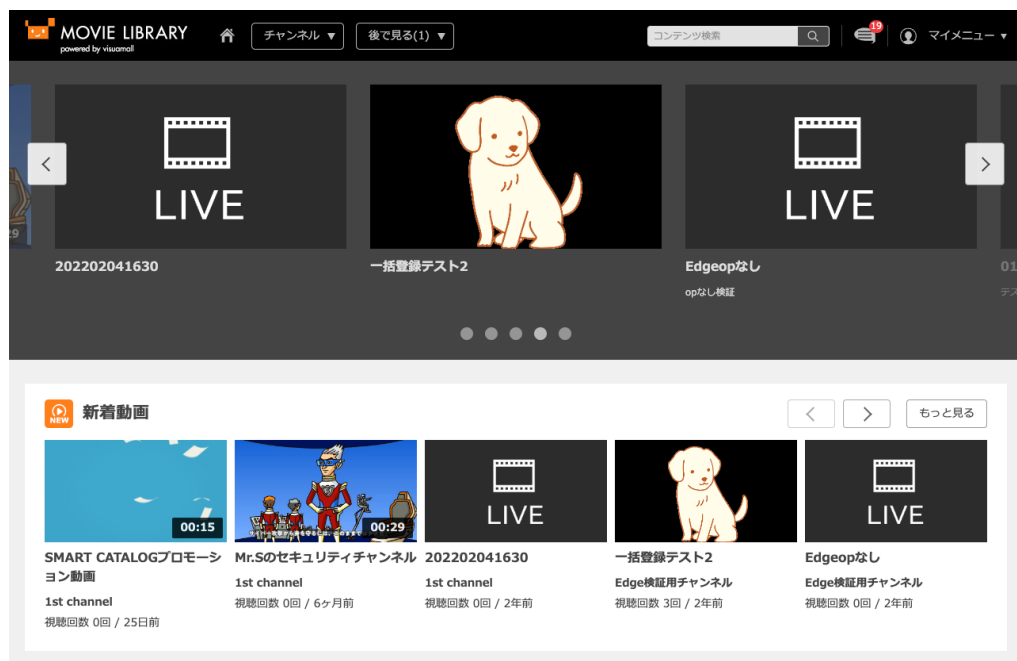 MOVIE LIBRARY
powered by visuamall
チャンネル ▼
後で見る(1) ▼
コンテンツ検索
19
マイメニュー ▼
29
LIVE
LIVE
202202041630
一括登録テスト2
Edgeopなし
01
opなし検証
テス
NEW
新着動画
もっと見る
00:15
00:29
LIVE
LIVE
SMART CATALOGプロモーシ
ョン動画
1st channel
視聴回数 0回 / 25日前
Mr.Sのセキュリティチャンネル
1st channel
視聴回数 0回 / 6ヶ月前
202202041630
1st channel
視聴回数 0回 / 2年前
一括登録テスト2
Edge検証用チャンネル
視聴回数 3回 / 2年前
Edgeopなし
Edge検証用チャンネル
視聴回数 0回 / 2年前